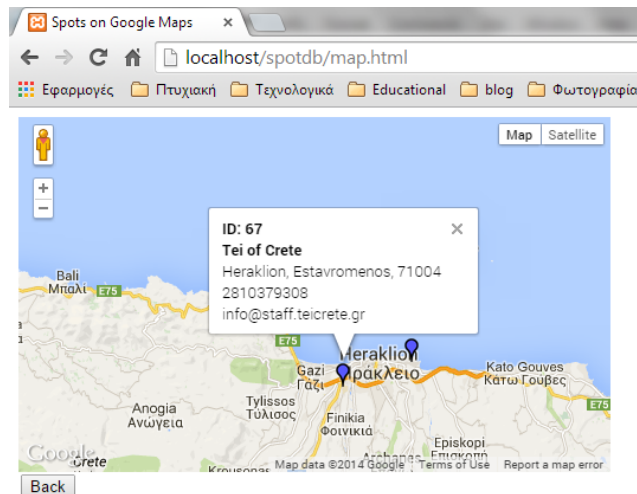 Spots on Google Maps
localhost/spotdb/map.html
Εφαρμογές Πτυχιακή Τεχνολογικά Educational blog Φωτογραφία
Map Satellite
ID: 67
Tei of Crete
Heraklion, Estavromenos, 71004
2810379308
info@staff.teicrete.gr
Bali
Μπαλί
E75
E75
Heraklion
Ηράκλειο
Gazi
Γάζι
Kato Gouves
Κάτω Γούβες
E75
Tylissos
Τύλισος
Anogia
Ανώγεια
Finikia
Φοινικιά
Episkopi
Επισκοπή
Archanes
Krousonas
Google
Crete
Map data ©2014 Google Terms of Use Report a map error
Back